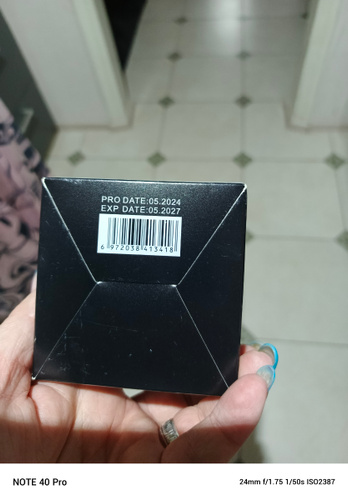 PRO DATE:05.2024
EXP DATE:05.2027
6 972038 413418
NOTE 40 Pro
24mm f/1.75 1/50s ISO2387